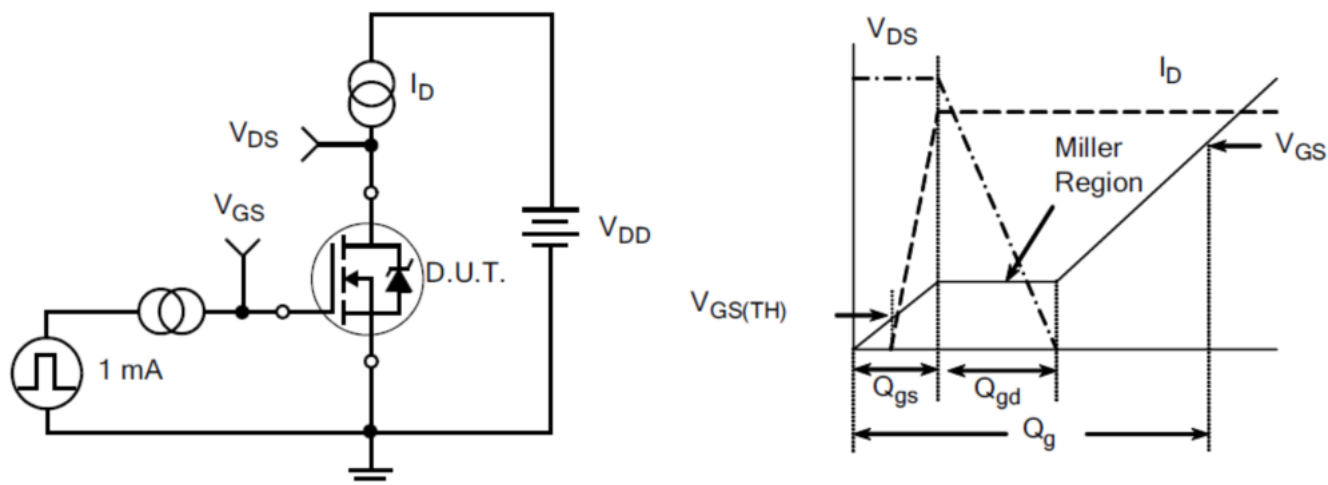 I_D
V_DS
V_GS
V_DD
D.U.T.
1 mA
V_DS
I_D
Miller
Region
V_GS
V_GS(TH)
Q_gs
Q_gd
Q_g